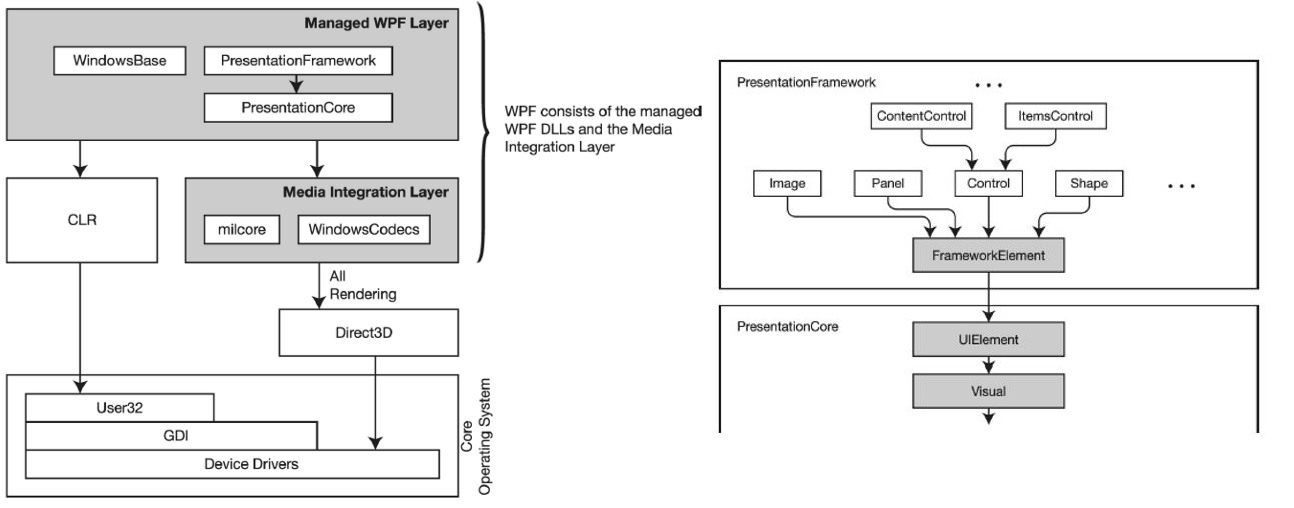 Managed WPF Layer
WindowsBase
PresentationFramework
PresentationCore
CLR
Media Integration Layer
milcore
WindowsCodecs
All
Rendering
Direct3D
User32
GDI
Device Drivers
Core
Operating System
WPF consists of the managed
WPF DLLs and the Media
Integration Layer
PresentationFramework
• • •
ContentControl
ItemsControl
Image
Panel
Control
Shape
• • •
FrameworkElement
PresentationCore
UIElement
Visual